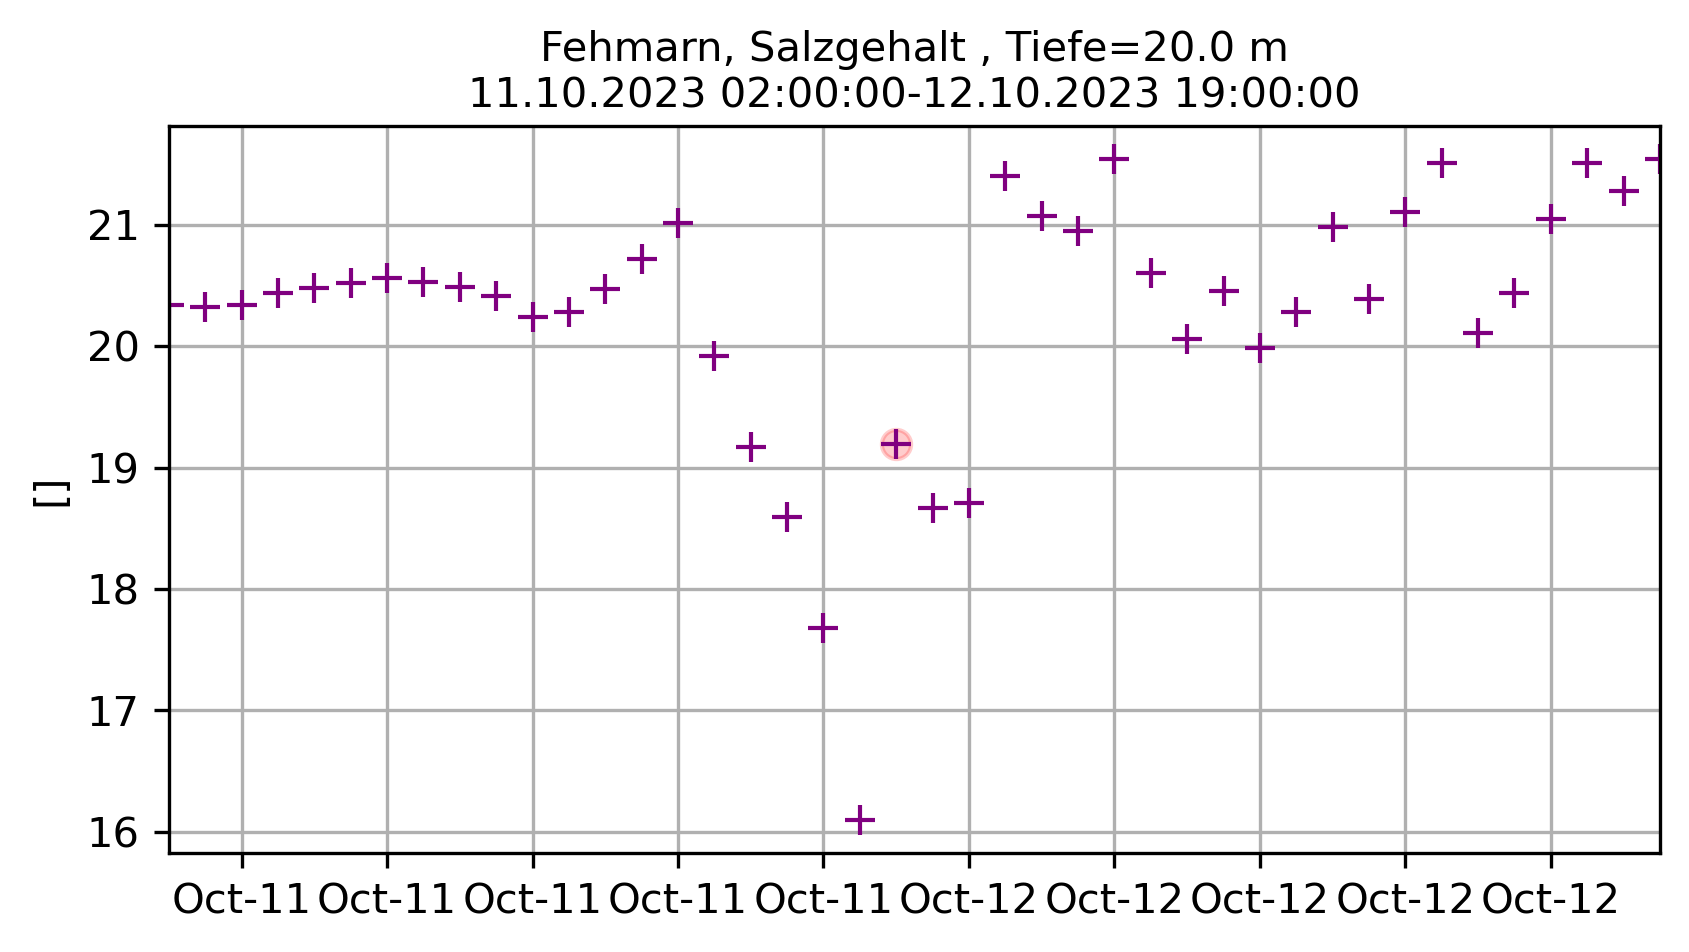 Fehmarn, Salzgehalt , Tiefe=20.0 m
11.10.2023 02:00:00-12.10.2023 19:00:00
[]
21
20
19
18
17
16
Oct-11 Oct-11 Oct-11 Oct-11 Oct-11 Oct-12 Oct-12 Oct-12 Oct-12 Oct-12